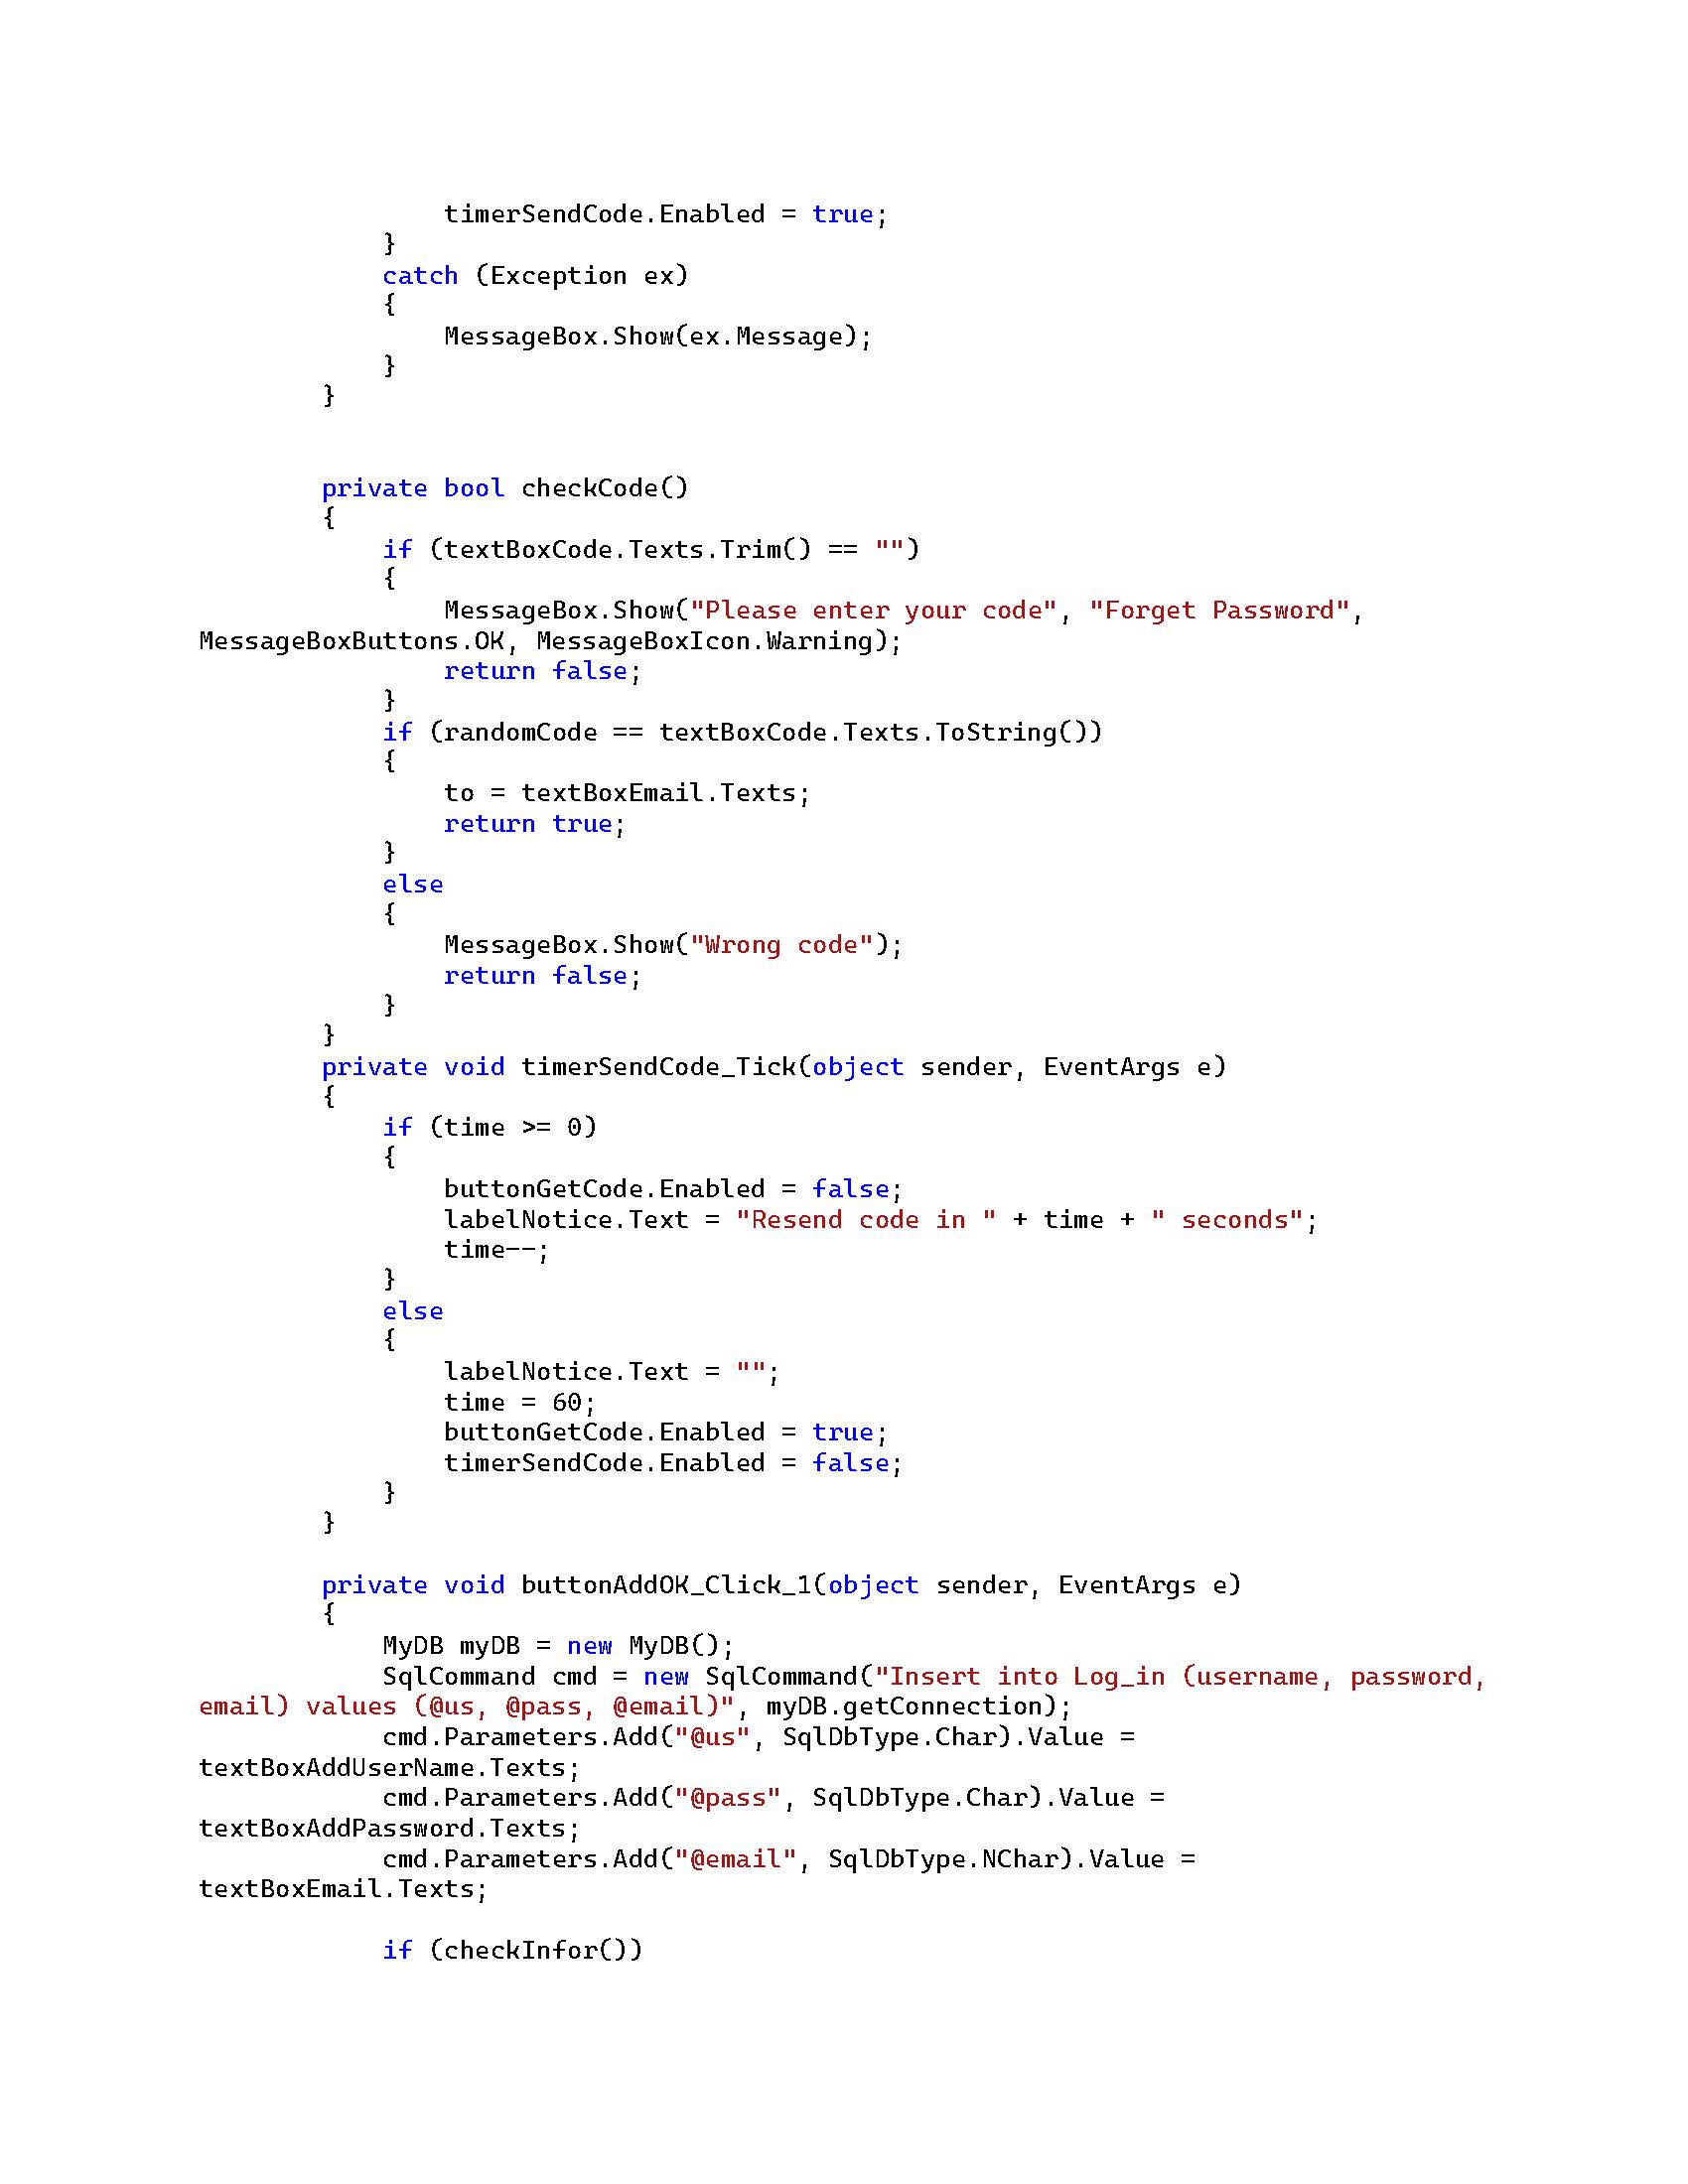 timerSendCode.Enabled = true;
}
catch (Exception ex)
{
MessageBox.Show(ex.Message);
}
}
private bool checkCode()
{
if (textBoxCode.Texts.Trim() == "")
{
MessageBox.Show("Please enter your code", "Forget Password",
MessageBoxButtons.OK, MessageBoxIcon.Warning);
return false;
}
if (randomCode == textBoxCode.Texts.ToString())
{
to = textBoxEmail.Texts;
return true;
}
else
{
MessageBox.Show("Wrong code");
return false;
}
}
private void timerSendCode_Tick(object sender, EventArgs e)
{
if (time >= 0)
{
buttonGetCode.Enabled = false;
labelNotice.Text = "Resend code in " + time + " seconds";
time--;
}
else
{
labelNotice.Text = "";
time = 60;
buttonGetCode.Enabled = true;
timerSendCode.Enabled = false;
}
}
private void buttonAddOK_Click_1(object sender, EventArgs e)
{
MyDB myDB = new MyDB();
SqlCommand cmd = new SqlCommand("Insert into Log_in (username, password,
email) values (@us, @pass, @email)", myDB.getConnection);
cmd.Parameters.Add("@us", SqlDbType.Char).Value =
textBoxAddUserName.Texts;
cmd.Parameters.Add("@pass", SqlDbType.Char).Value =
textBoxAddPassword.Texts;
cmd.Parameters.Add("@email", SqlDbType.NChar).Value =
textBoxEmail.Texts;
if (checkInfor())